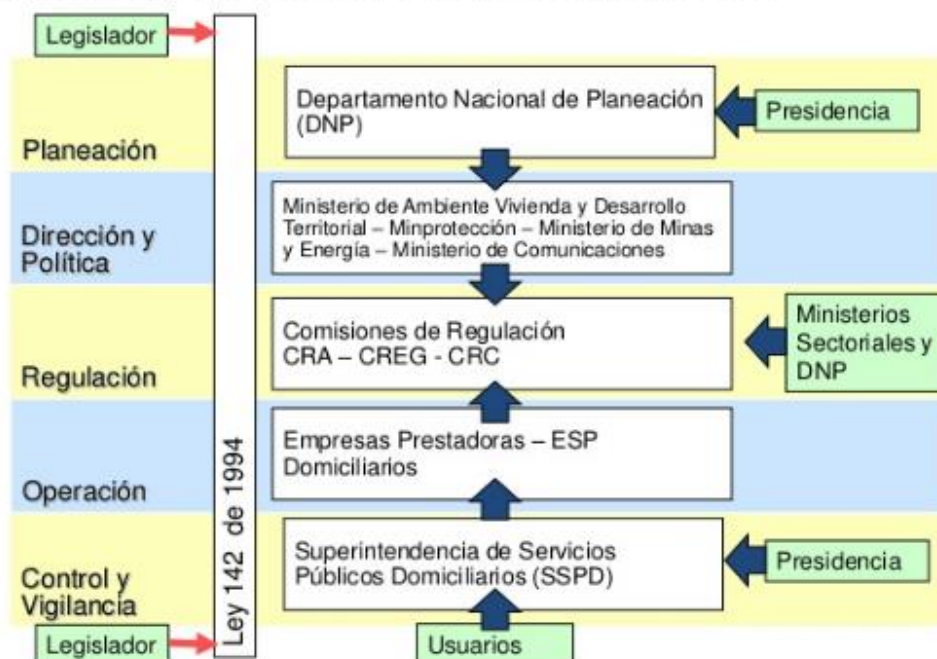 Legislador
Planeación
Departamento Nacional de Planeación
(DNP)
Presidencia
Dirección y
Política
Ministerio de Ambiente Vivienda y Desarrollo
Territorial – Minprotección – Ministerio de Minas
y Energía – Ministerio de Comunicaciones
Regulación
Comisiones de Regulación
CRA – CREG - CRC
Ministerios
Sectoriales y
DNP
Operación
Empresas Prestadoras – ESP
Domiciliarios
Control y
Vigilancia
Superintendencia de Servicios
Públicos Domiciliarios (SSPD)
Presidencia
Ley 142 de 1994
Legislador
Usuarios